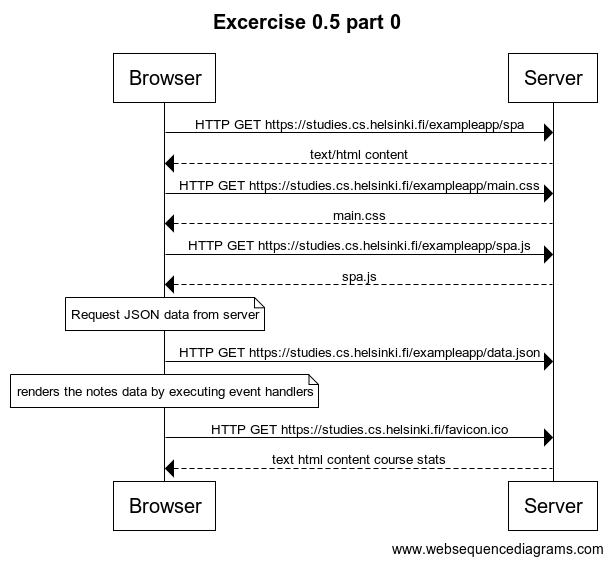 Excercise 0.5 part 0
Browser
Server
HTTP GET https://studies.cs.helsinki.fi/exampleapp/spa
text/html content
HTTP GET https://studies.cs.helsinki.fi/exampleapp/main.css
main.css
HTTP GET https://studies.cs.helsinki.fi/exampleapp/spa.js
spa.js
Request JSON data from server
HTTP GET https://studies.cs.helsinki.fi/exampleapp/data.json
renders the notes data by executing event handlers
HTTP GET https://studies.cs.helsinki.fi/favicon.ico
text html content course stats
Browser
Server
www.websequencediagrams.com